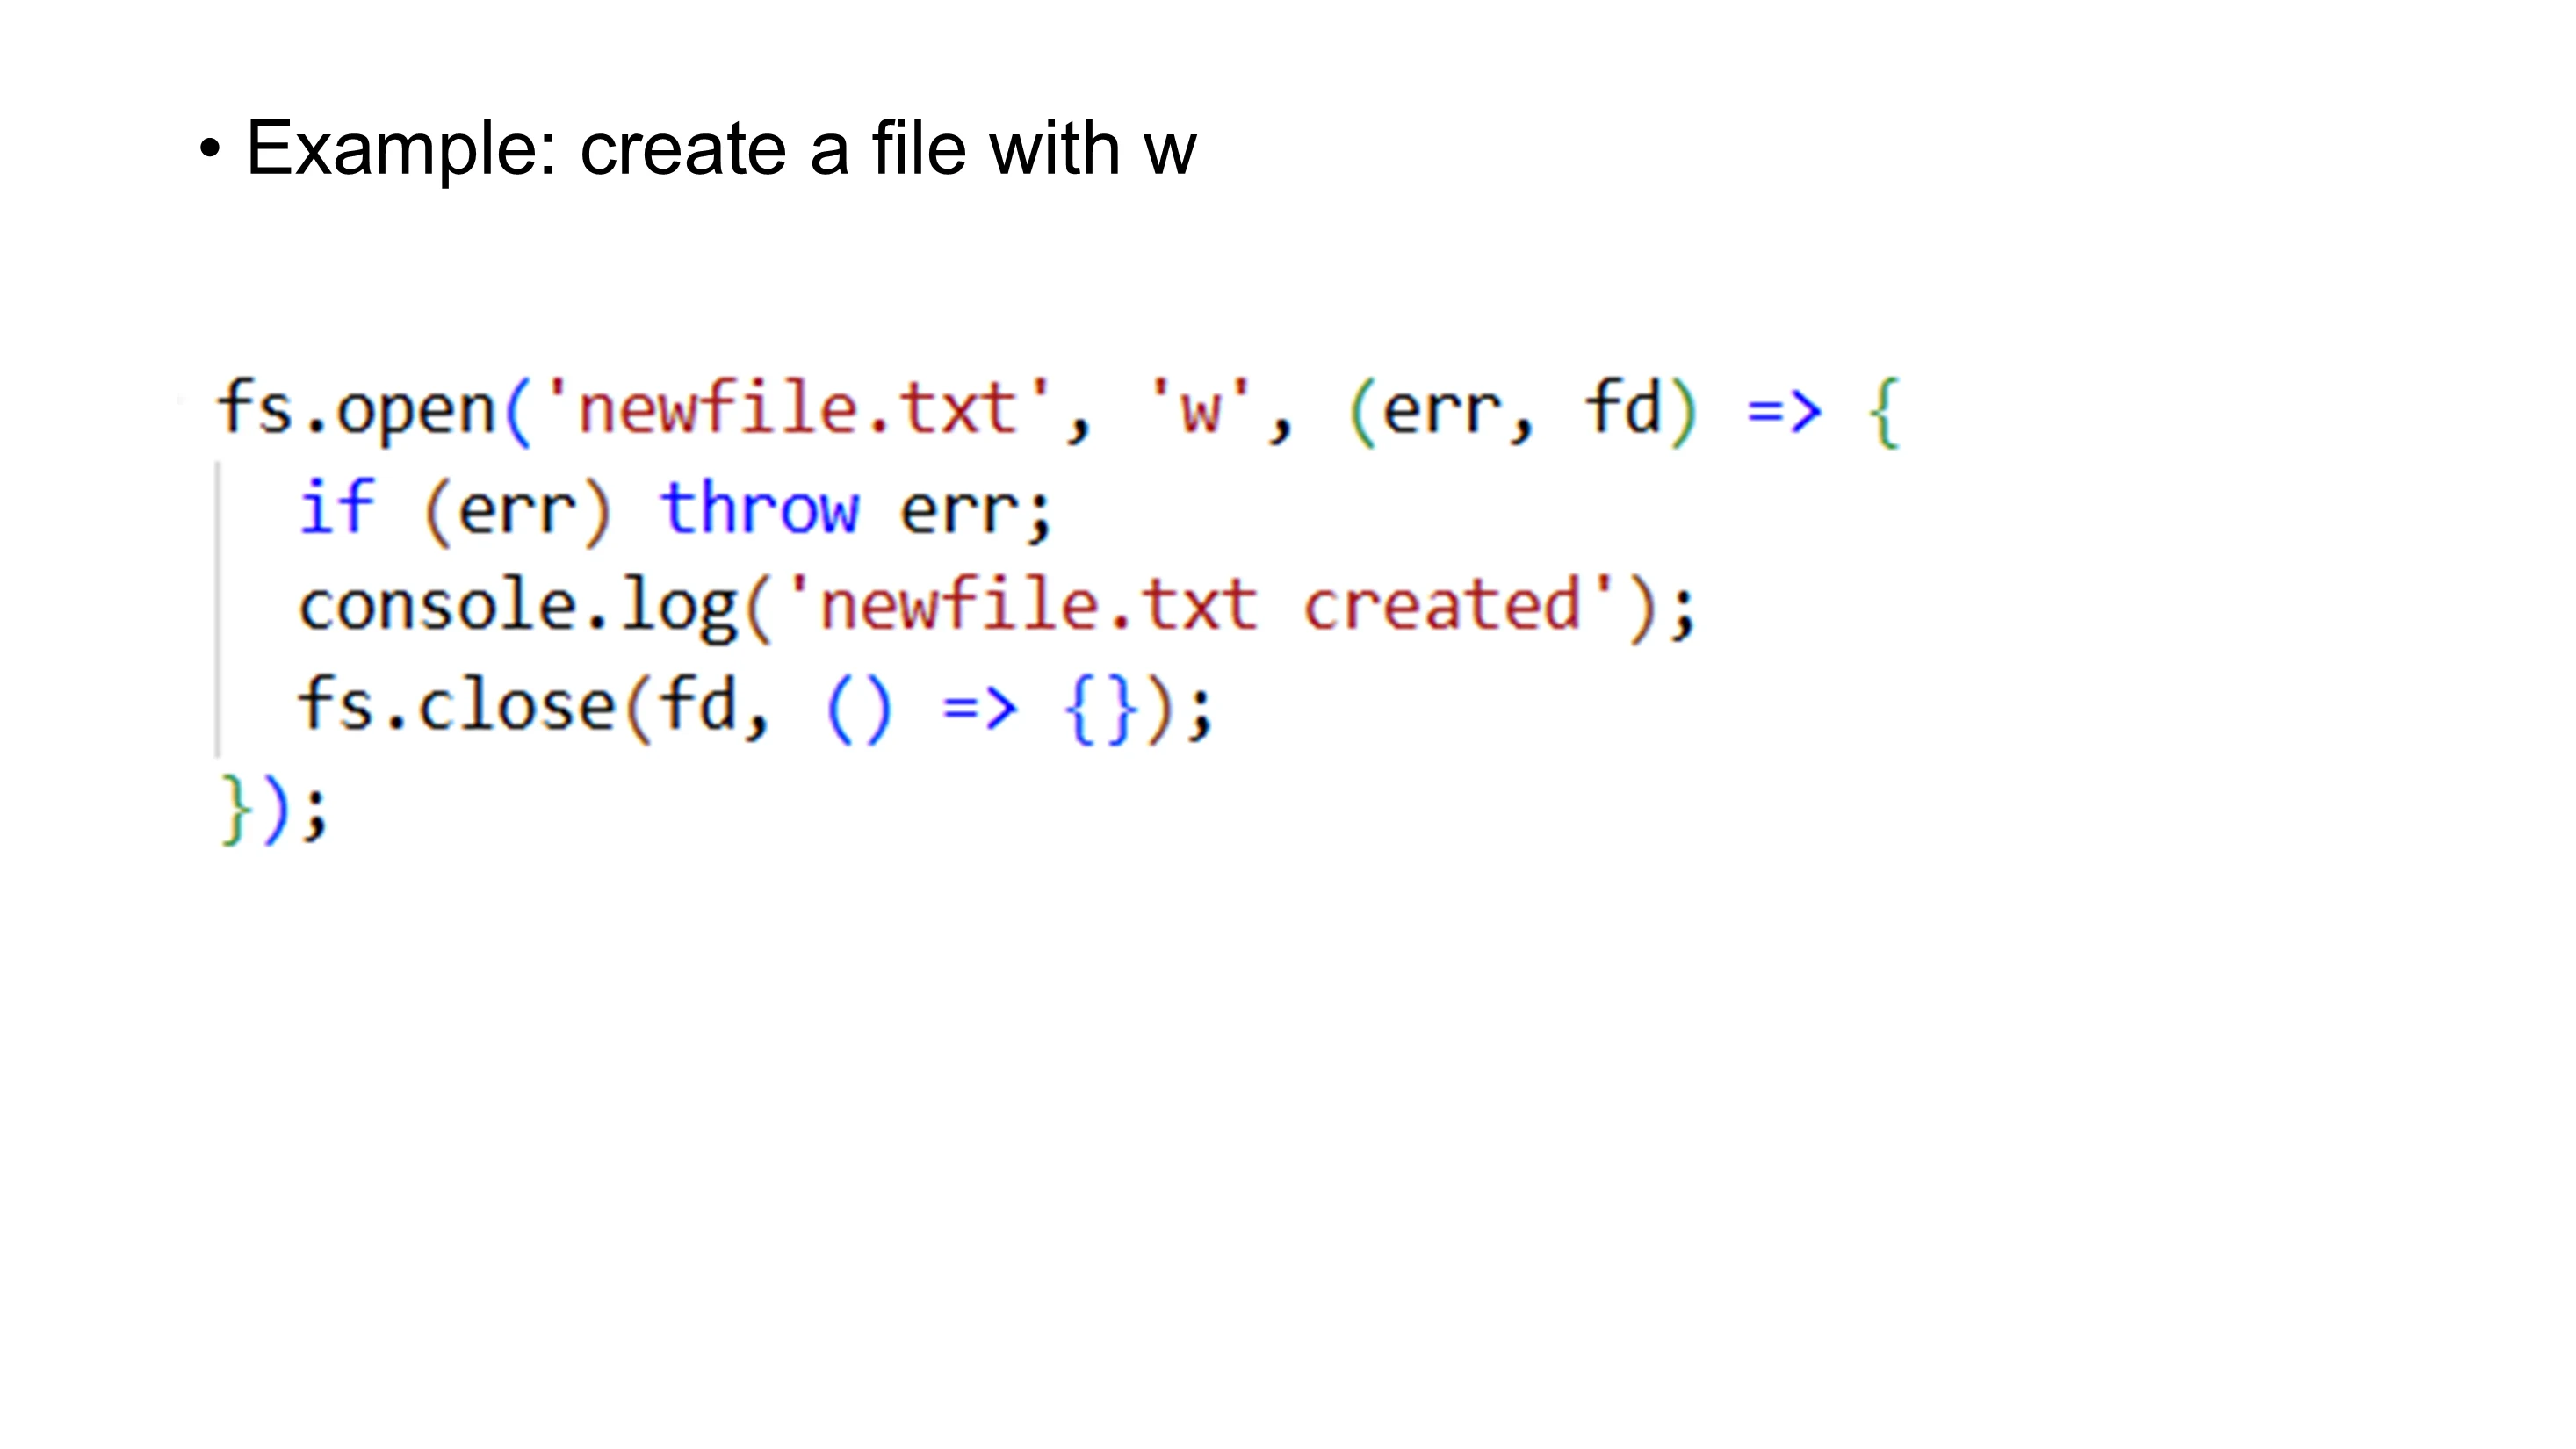 • Example: create a file with w
fs.open('newfile.txt', 'w', (err, fd) => {
  if (err) throw err;
  console.log('newfile.txt created');
  fs.close(fd, () => {});
});